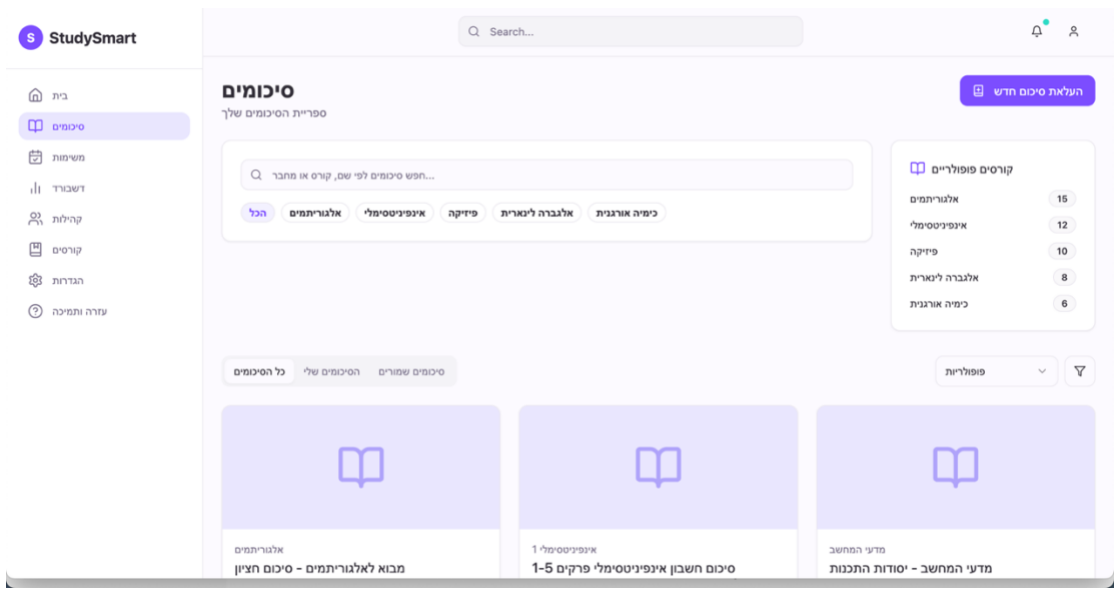 S StudySmart
Search...
בית
סיכומים
משימות
דשבורד
קהילות
קורסים
הגדרות
עזרה ותמיכה
סיכומים
ספריית הסיכומים שלך
העלאת סיכום חדש
חפש סיכומים לפי שם, קורס או מחבר...
הכל
אלגוריתמים
אינפיניטסימלי
פיזיקה
אלגברה לינארית
כימיה אורגנית
קורסים פופולריים
אלגוריתמים 15
אינפיניטסימלי 12
פיזיקה 10
אלגברה לינארית 8
כימיה אורגנית 6
כל הסיכומים
הסיכומים שלי
סיכומים שמורים
פופולריות
אלגוריתמים
מבוא לאלגוריתמים - סיכום חציון
אינפיניטסימלי 1
סיכום חשבון אינפיניטסימלי פרקים 1-5
מדעי המחשב
מדעי המחשב - יסודות התכנות